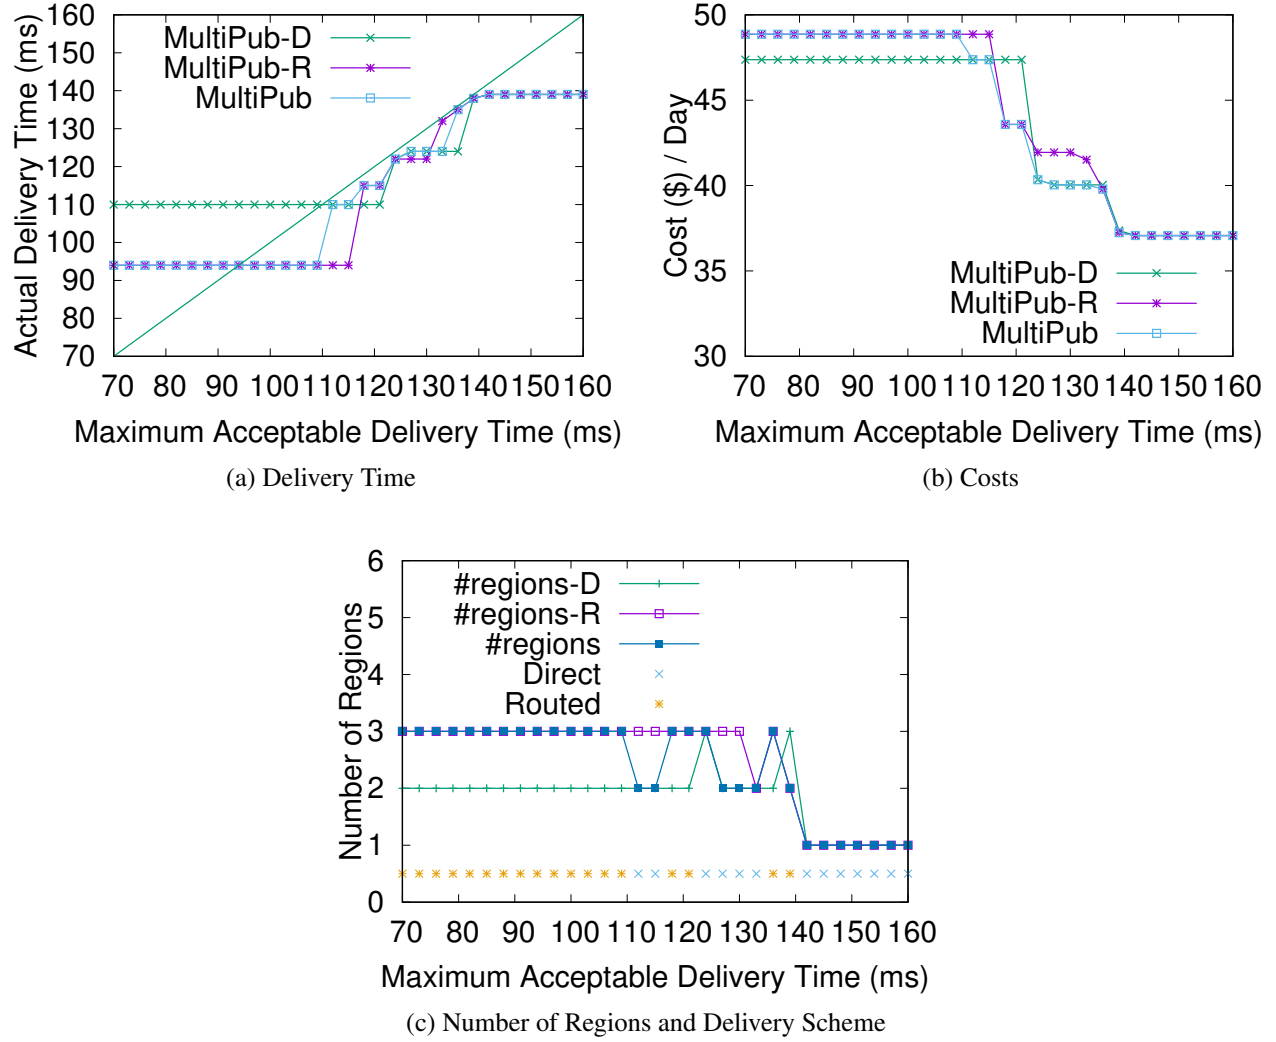 Actual Delivery Time (ms)
160
150
140
130
120
110
100
90
80
70
MultiPub-D
MultiPub-R
MultiPub
70 80 90 100 110 120 130 140 150 160
Maximum Acceptable Delivery Time (ms)
(a) Delivery Time
Cost ($) / Day
50
45
40
35
30
MultiPub-D
MultiPub-R
MultiPub
70 80 90 100 110 120 130 140 150 160
Maximum Acceptable Delivery Time (ms)
(b) Costs
Number of Regions
6
5
4
3
2
1
0
#regions-D
#regions-R
#regions
Direct
Routed
70 80 90 100 110 120 130 140 150 160
Maximum Acceptable Delivery Time (ms)
(c) Number of Regions and Delivery Scheme